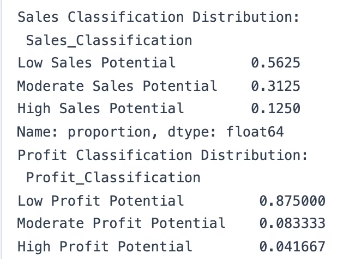 Sales Classification Distribution:
Sales_Classification
Low Sales Potential 0.5625
Moderate Sales Potential 0.3125
High Sales Potential 0.1250
Name: proportion, dtype: float64
Profit Classification Distribution:
Profit_Classification
Low Profit Potential 0.875000
Moderate Profit Potential 0.083333
High Profit Potential 0.041667